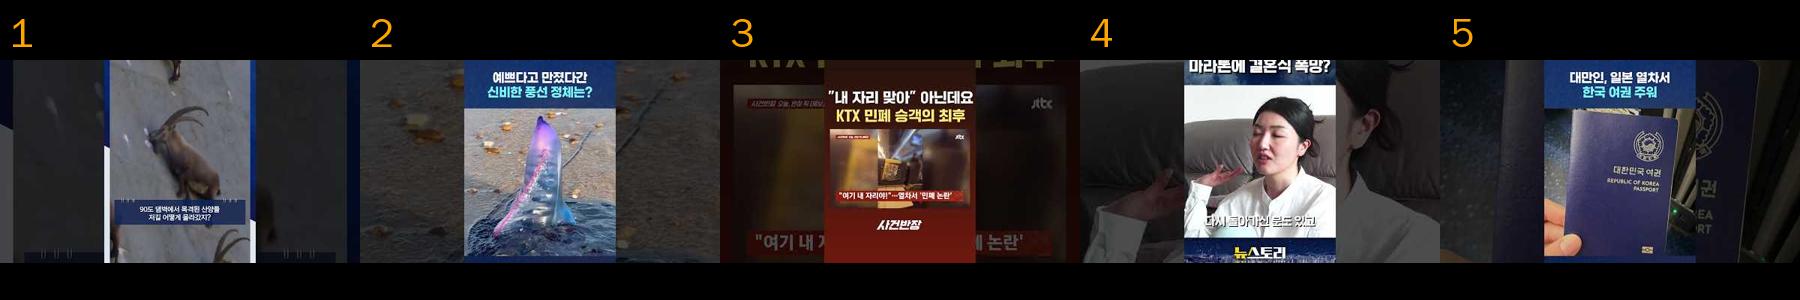 1
2
3
4
5
90도 댐벽에서 목격된 산양들
저길 어떻게 올라갔지?
예쁘다고 만졌다간
신비한 풍선 정체는?
"내 자리 맞아" 아닌데요
KTX 민폐 승객의 최후
jtbc
"여기 내 자리야!"…열차서 '민폐 논란'
사건반장
마라톤에 결혼식 폭망?
다시 돌아가신 분도 있고
뉴스토리
대만인, 일본 열차서
한국 여권 주워
대한민국 여권
REPUBLIC OF KOREA
PASSPORT